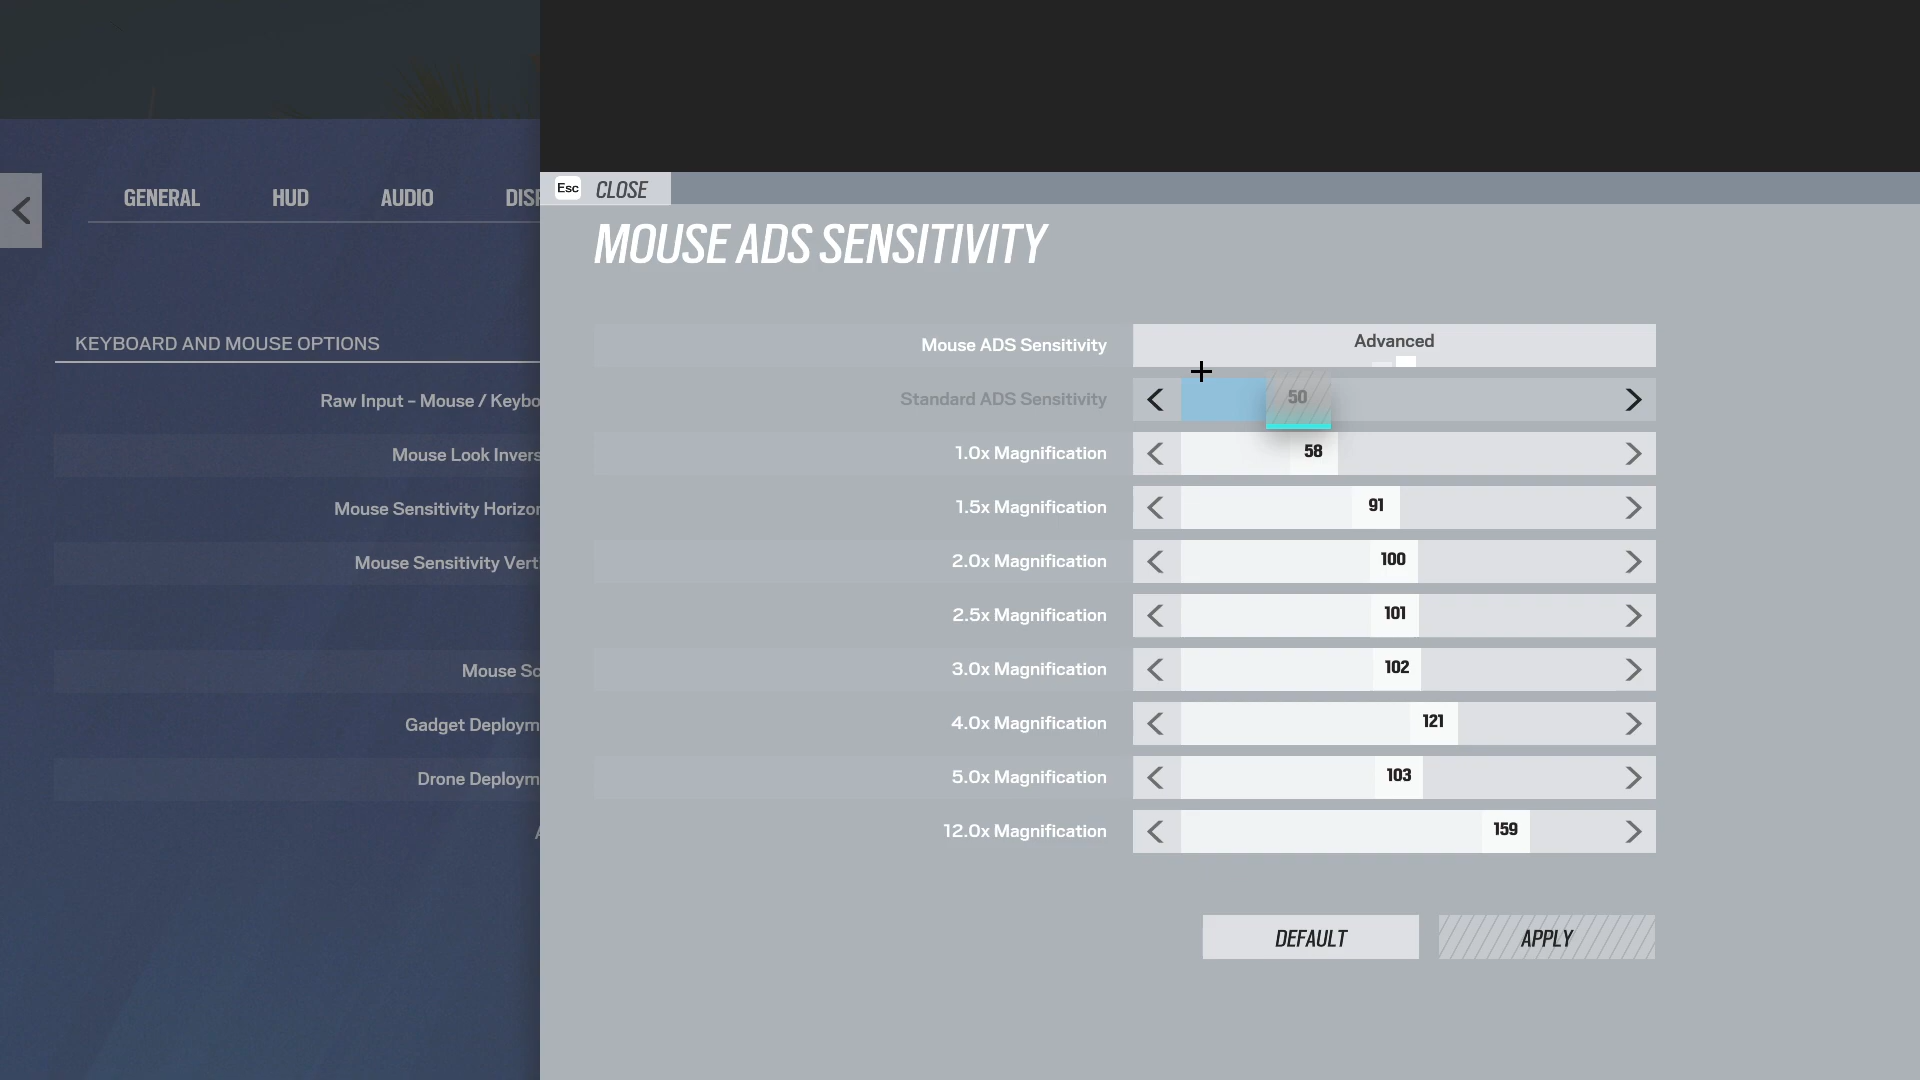 GENERAL HUD AUDIO
Esc CLOSE
MOUSE ADS SENSITIVITY
KEYBOARD AND MOUSE OPTIONS
Raw Input - Mouse / Keybo
Mouse Look Invers
Mouse Sensitivity Horizon
Mouse Sensitivity Vert
Mouse Sc
Gadget Deploym
Drone Deploym
Mouse ADS Sensitivity Advanced
Standard ADS Sensitivity 50
1.0x Magnification 58
1.5x Magnification 91
2.0x Magnification 100
2.5x Magnification 101
3.0x Magnification 102
4.0x Magnification 121
5.0x Magnification 103
12.0x Magnification 159
DEFAULT APPLY